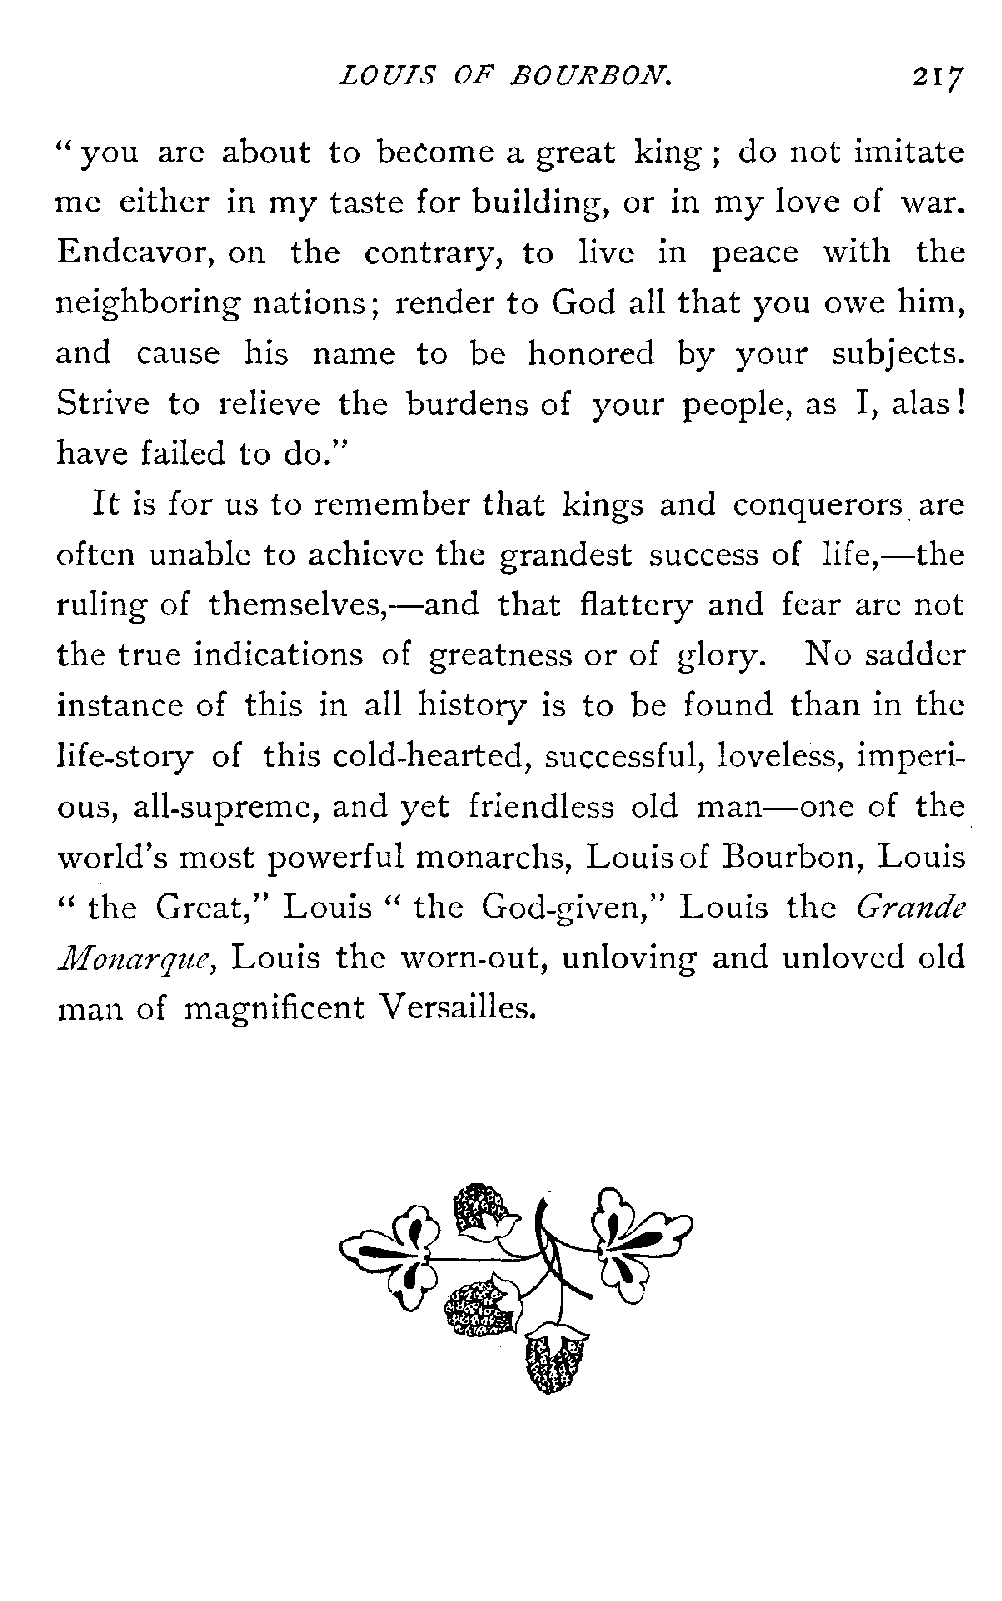 LOUIS OF BOURBON. 217
“you are about to become a great king; do not imitate
me either in my taste for building, or in my love of war.
Endeavor, on the contrary, to live in peace with the
neighboring nations; render to God all that you owe him,
and cause his name to be honored by your subjects.
Strive to relieve the burdens of your people, as I, alas!
have failed to do.”
It is for us to remember that kings and conquerors are
often unable to achieve the grandest success of life,—the
ruling of themselves,—and that flattery and fear are not
the true indications of greatness or of glory. No sadder
instance of this in all history is to be found than in the
life-story of this cold-hearted, successful, loveless, imperi-
ous, all-supreme, and yet friendless old man—one of the
world’s most powerful monarchs, Louis of Bourbon, Louis
“the Great,” Louis “the God-given,” Louis the Grande
Monarque, Louis the worn-out, unloving and unloved old
man of magnificent Versailles.